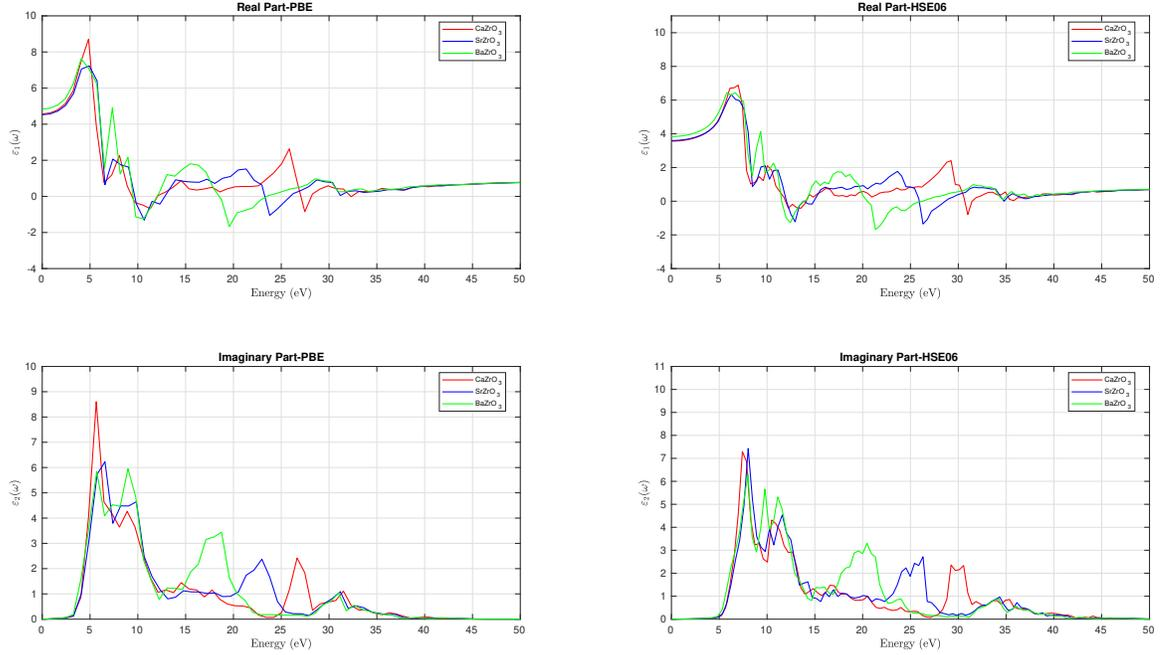 Real Part-PBE
10
8
6
4
2
0
-2
-4
ε₁(ω)
0 5 10 15 20 25 30 35 40 45 50
Energy (eV)
CaZrO₃
SrZrO₃
BaZrO₃
Real Part-HSE06
10
8
6
4
2
0
-2
-4
ε₁(ω)
0 5 10 15 20 25 30 35 40 45 50
Energy (eV)
CaZrO₃
SrZrO₃
BaZrO₃
Imaginary Part-PBE
10
9
8
7
6
5
4
3
2
1
0
ε₂(ω)
0 5 10 15 20 25 30 35 40 45 50
Energy (eV)
CaZrO₃
SrZrO₃
BaZrO₃
Imaginary Part-HSE06
11
10
9
8
7
6
5
4
3
2
1
0
ε₂(ω)
0 5 10 15 20 25 30 35 40 45 50
Energy (eV)
CaZrO₃
SrZrO₃
BaZrO₃